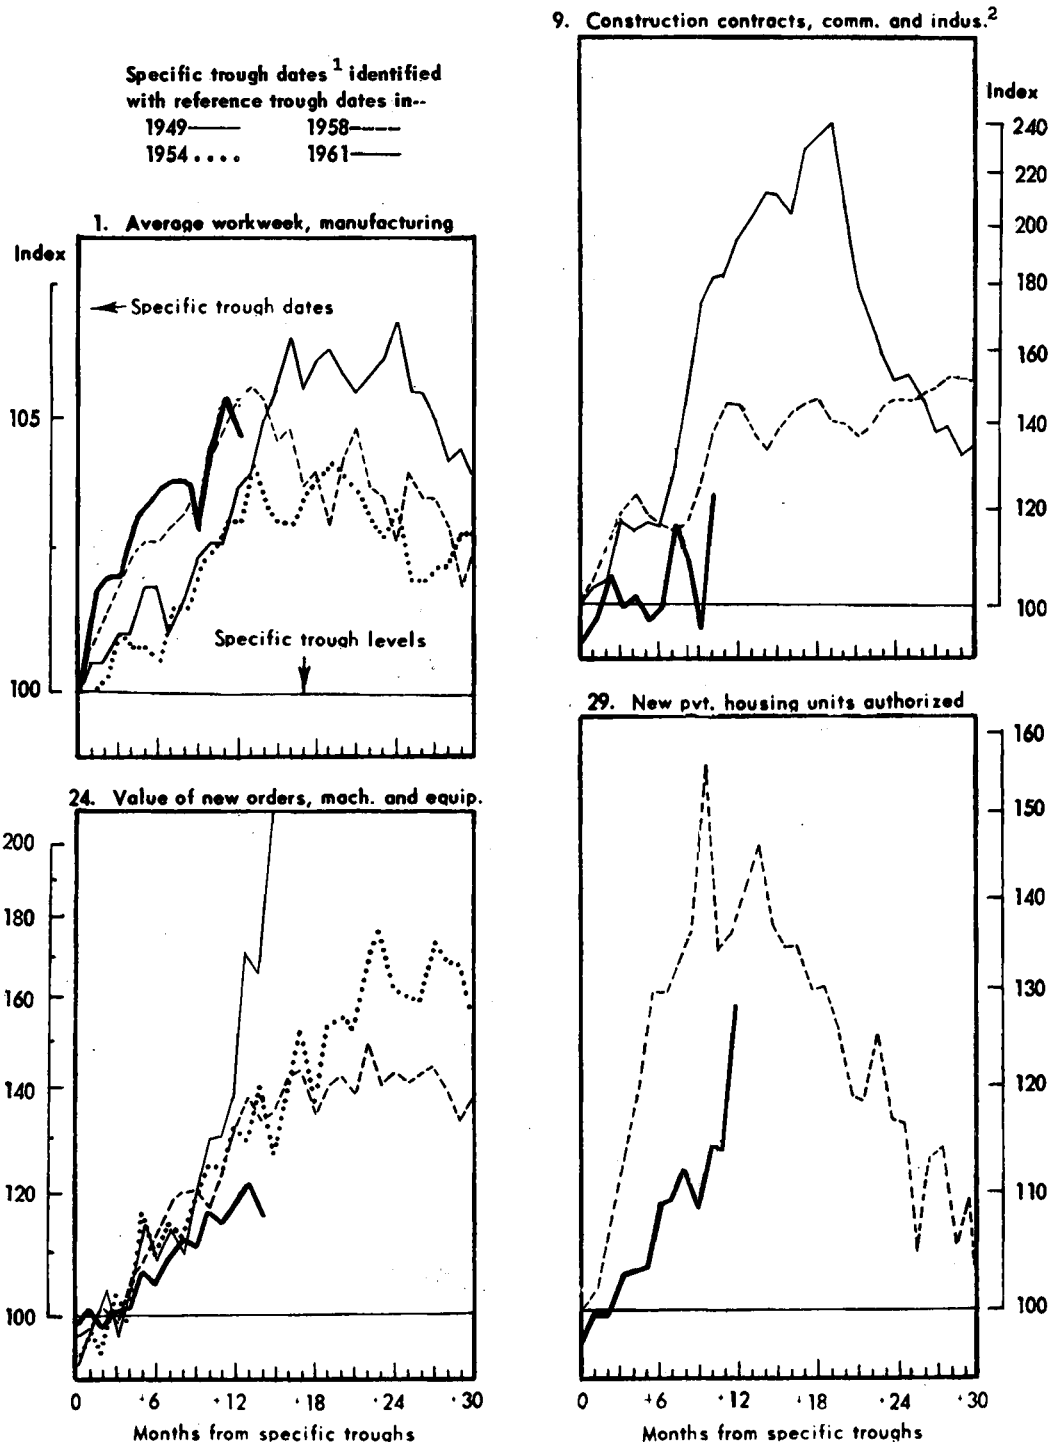 Specific trough dates 1 identified
with reference trough dates in--
1949 1958
1954 1961
1. Average workweek, manufacturing
Index
Specific trough dates
105
Specific trough levels
100
24. Value of new orders, mach. and equip.
200
180
160
140
120
100
0 +6 +12 +18 +24 +30
Months from specific troughs
9. Construction contracts, comm. and indus.2
Index
240
220
200
180
160
140
120
100
29. New pvt. housing units authorized
160
150
140
130
120
110
100
0 +6 +12 +18 +24 +30
Months from specific troughs